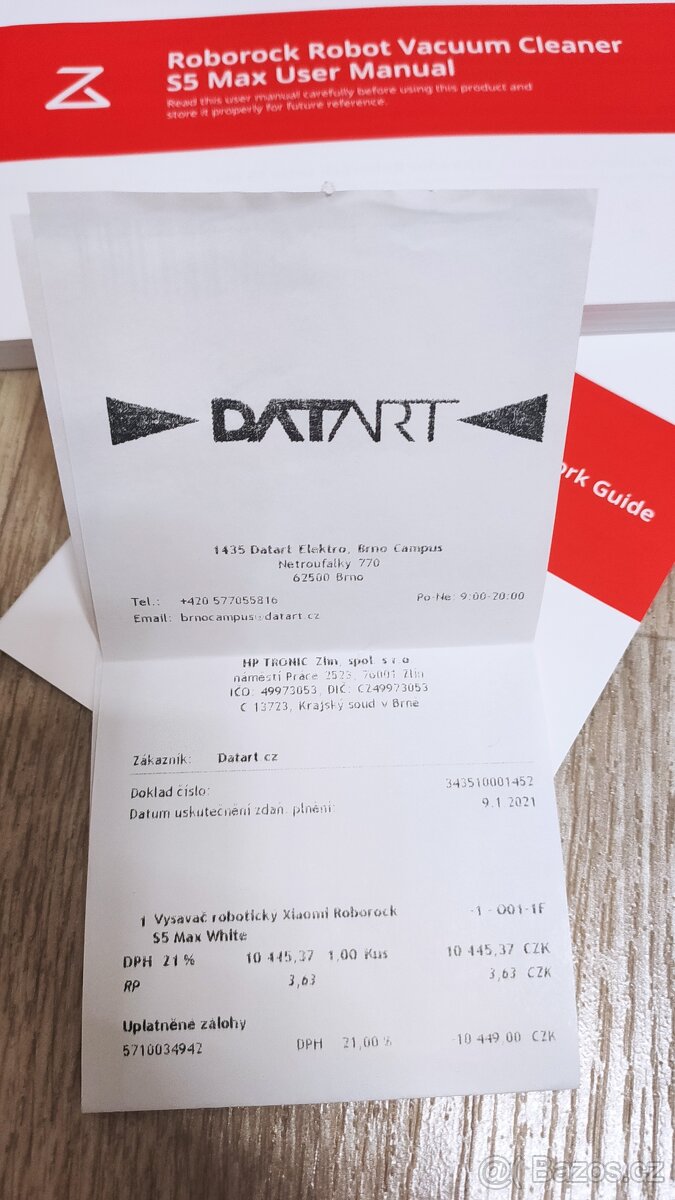 Roborock Robot Vacuum Cleaner
S5 Max User Manual
Read this user manual carefully before using this product and
store it properly for future reference.
DATART
ork Guide
1435 Datart Elektro, Brno Campus
Netroufalky 770
62500 Brno
Tel.: +420 577055816 Po-Ne: 9:00-20:00
Email: brnocampus@datart.cz
HP TRONIC Zlín, spol. s r.o
náměstí Práce 2523, 76001 Zlín
IČO: 49973053, DIČ: CZ49973053
C 13723, Krajský soud v Brně
Zákazník: Datart cz
Doklad číslo: 343510001452
Datum uskutečnění zdaň. plnění: 9.1.2021
1 Vysavač robotický Xiaomi Roborock -1 - O01-1F
S5 Max White
DPH 21 % 10 445,37 1,00 Kus 10 445,37 CZK
RP 3,63 3,63 CZK
Uplatněné zálohy
5710034942 DPH 21,00 % -10 449,00 CZK
@ Bazos.cz